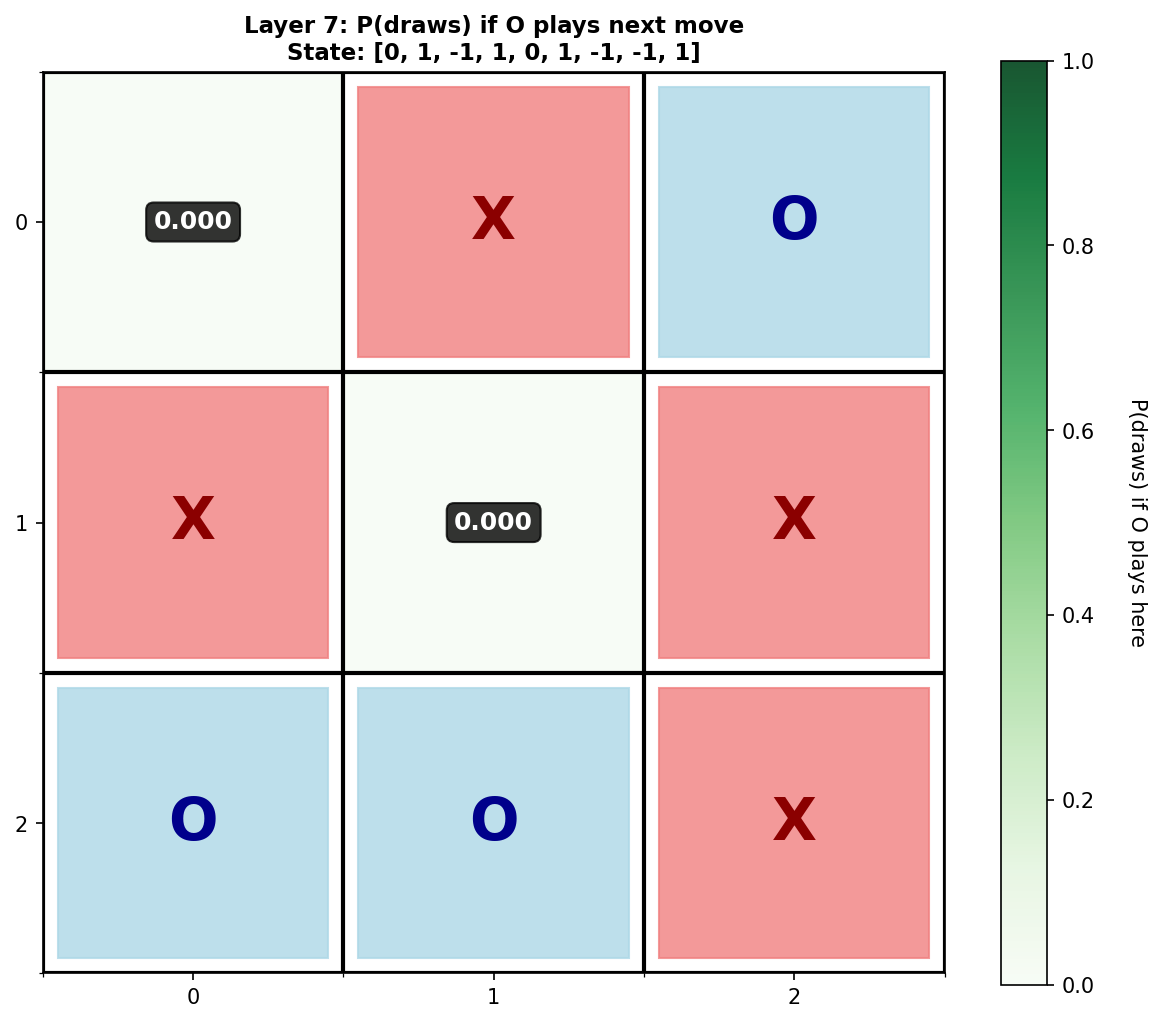 Layer 7: P(draws) if O plays next move
State: [0, 1, -1, 1, 0, 1, -1, -1, 1]
0
0.000
X
O
1
X
0.000
X
2
O
O
X
0
1
2
1.0
0.8
0.6
0.4
0.2
0.0
P(draws) if O plays here